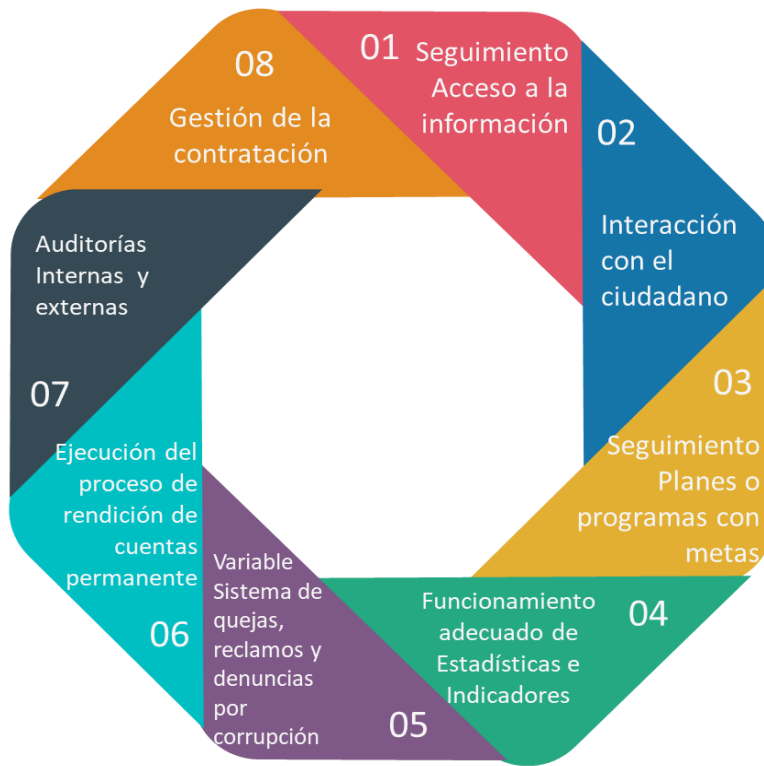 01
Seguimiento
Acceso a la
información
02
Interacción
con el
ciudadano
03
Seguimiento
Planes o
programas con
metas
04
Funcionamiento
adecuado de
Estadísticas e
Indicadores
05
Variable
Sistema de
quejas,
reclamos y
denuncias
por
corrupción
06
Ejecución del
proceso de
rendición de
cuentas
permanente
07
Auditorías
Internas y
externas
08
Gestión de la
contratación